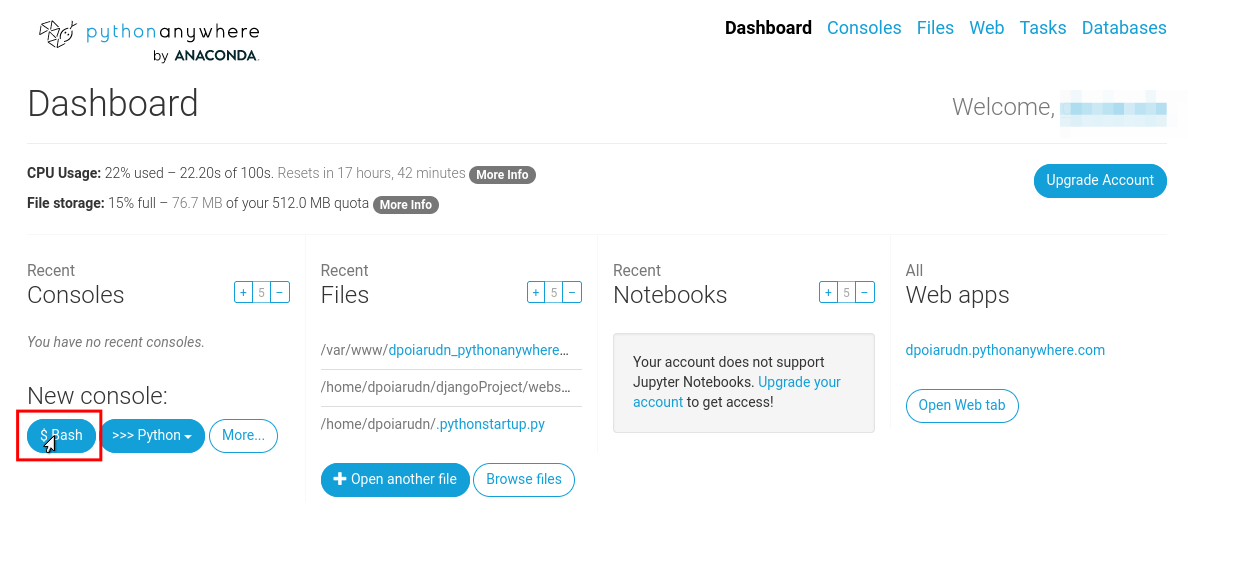 pythonanywhere
by ANACONDA.
Dashboard Consoles Files Web Tasks Databases
Dashboard
Welcome,
CPU Usage: 22% used – 22.20s of 100s. Resets in 17 hours, 42 minutes More Info
File storage: 15% full – 76.7 MB of your 512.0 MB quota More Info
Upgrade Account
Recent
Consoles
+ 5 −
You have no recent consoles.
New console:
$ Bash
>>> Python
More...
Recent
Files
+ 5 −
/var/www/dpoiarudn_pythonanywhere...
/home/dpoiarudn/djangoProject/webs...
/home/dpoiarudn/.pythonstartup.py
+ Open another file
Browse files
Recent
Notebooks
+ 5 −
Your account does not support
Jupyter Notebooks. Upgrade your
account to get access!
All
Web apps
dpoiarudn.pythonanywhere.com
Open Web tab